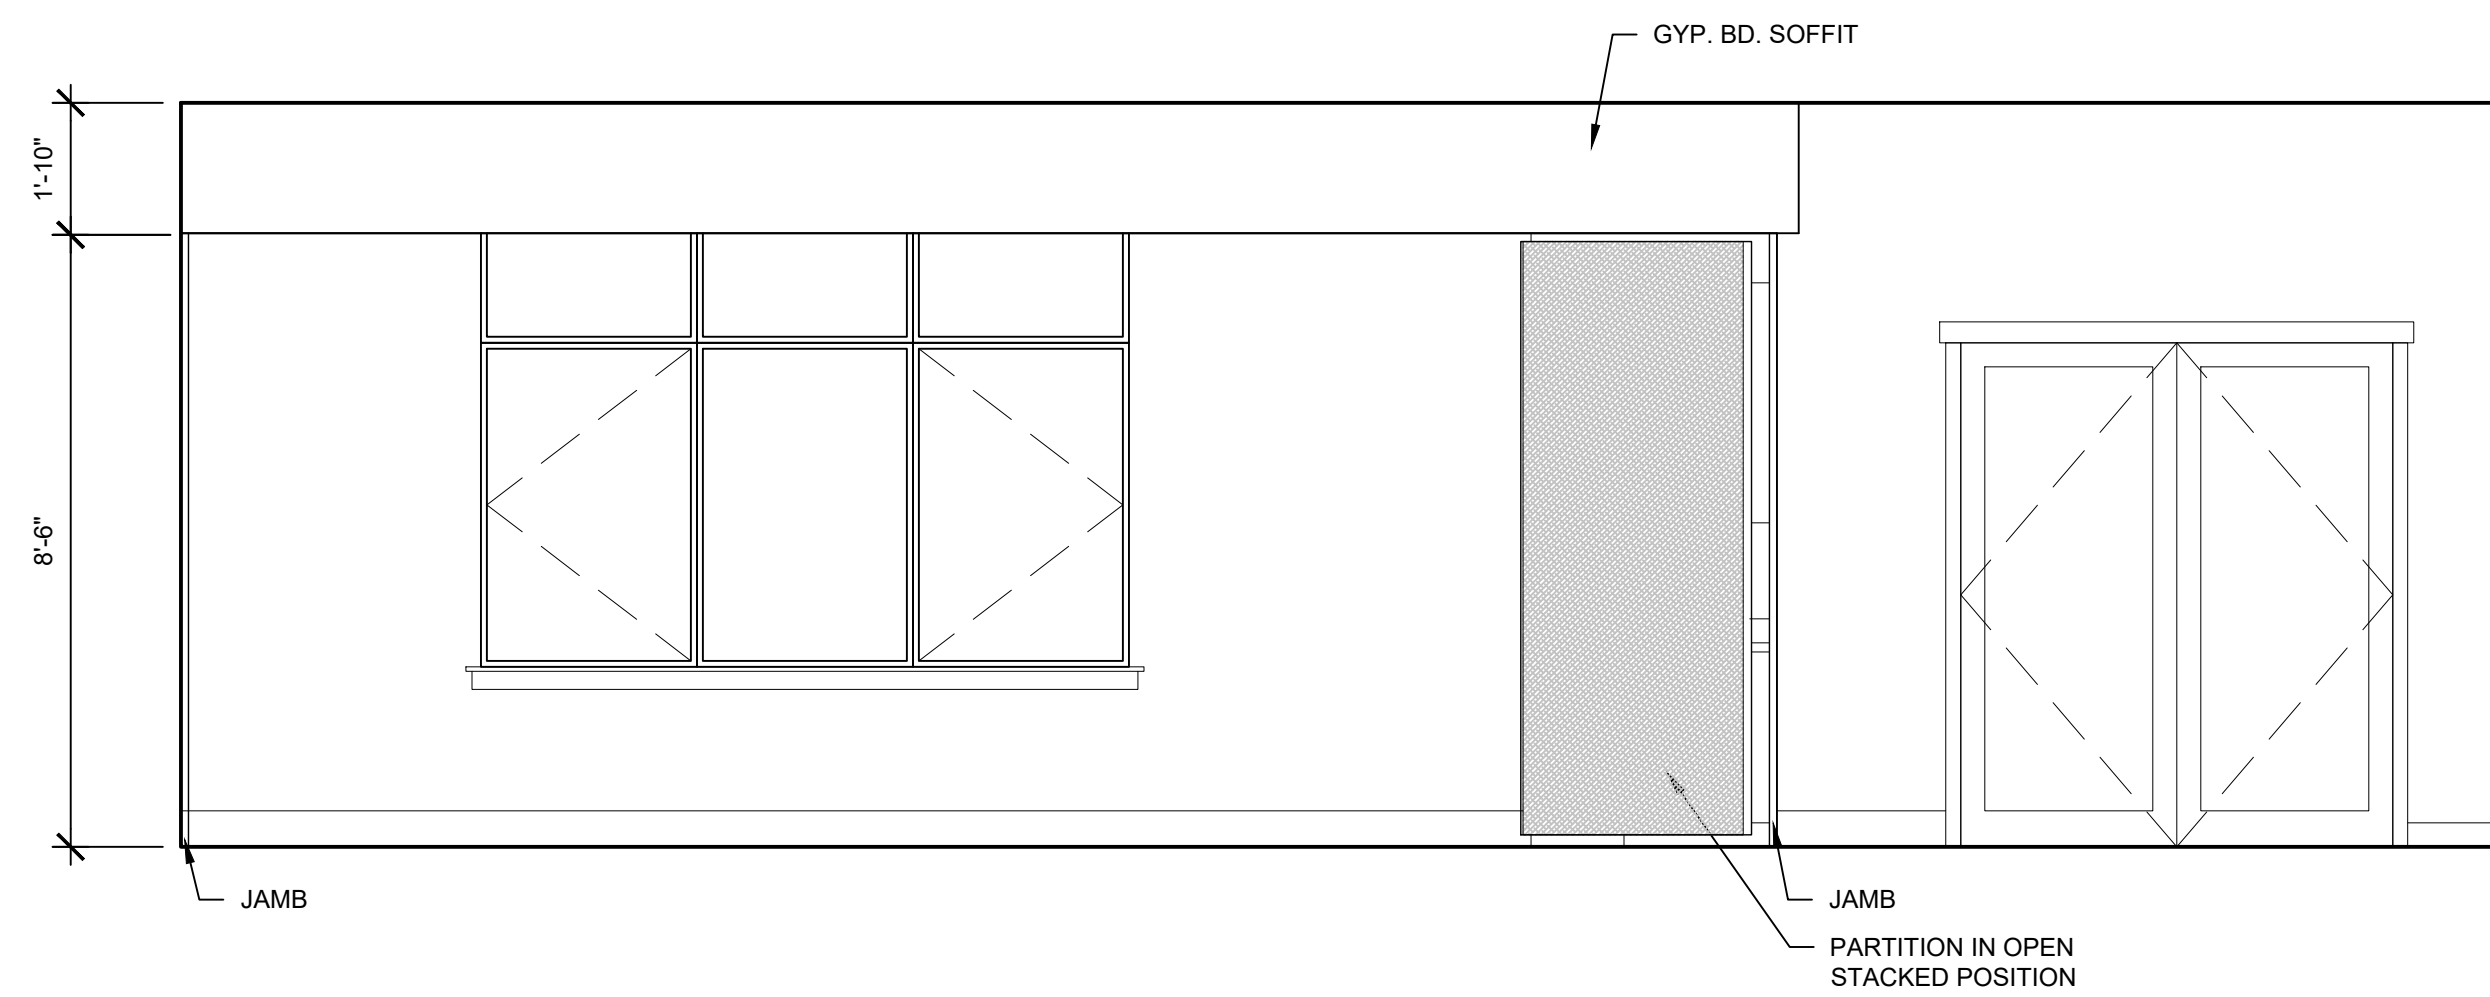 GYP. BD. SOFFIT
1'-10"
8'-6"
JAMB
JAMB
PARTITION IN OPEN
STACKED POSITION